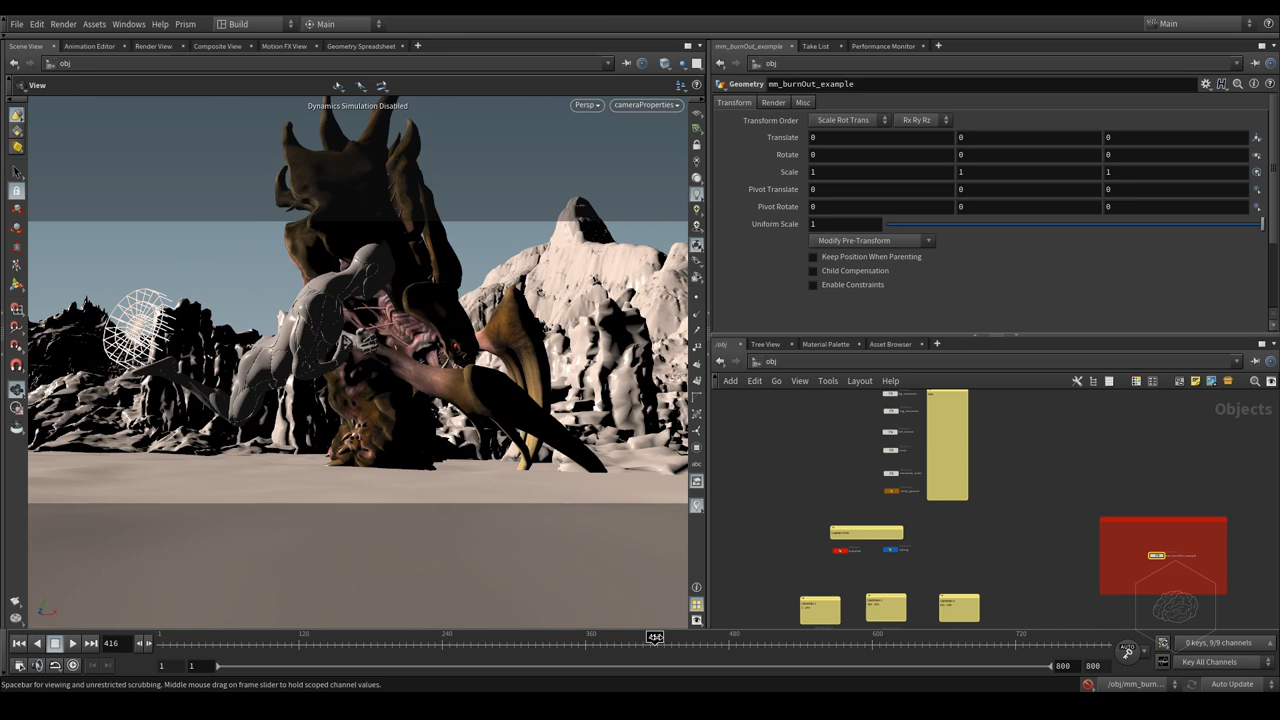 File Edit Render Assets Windows Help Prism Build Main Main
Scene View Animation Editor Render View Composite View Motion FX View Geometry Spreadsheet mm_burnOut_example Take List Performance Monitor
obj obj
View Geometry mm_burnOut_example
Dynamics Simulation Disabled Persp cameraProperties
Transform Render Misc
Transform Order Scale Rot Trans Rx Ry Rz
Translate 0 0 0
Rotate 0 0 0
Scale 1 1 1
Pivot Translate 0 0 0
Pivot Rotate 0 0 0
Uniform Scale 1
Modify Pre-Transform
Keep Position When Parenting
Child Compensation
Enable Constraints
/obj Tree View Material Palette Asset Browser
obj
Add Edit Go View Tools Layout Help
Objects
abc
416 1 120 240 360 480 600 720 AUTO 0 keys, 9/9 channels
1 1 800 800 Key All Channels
Spacebar for viewing and unrestricted scrubbing. Middle mouse drag on frame slider to hold scoped channel values. /obj/mm_burn... Auto Update